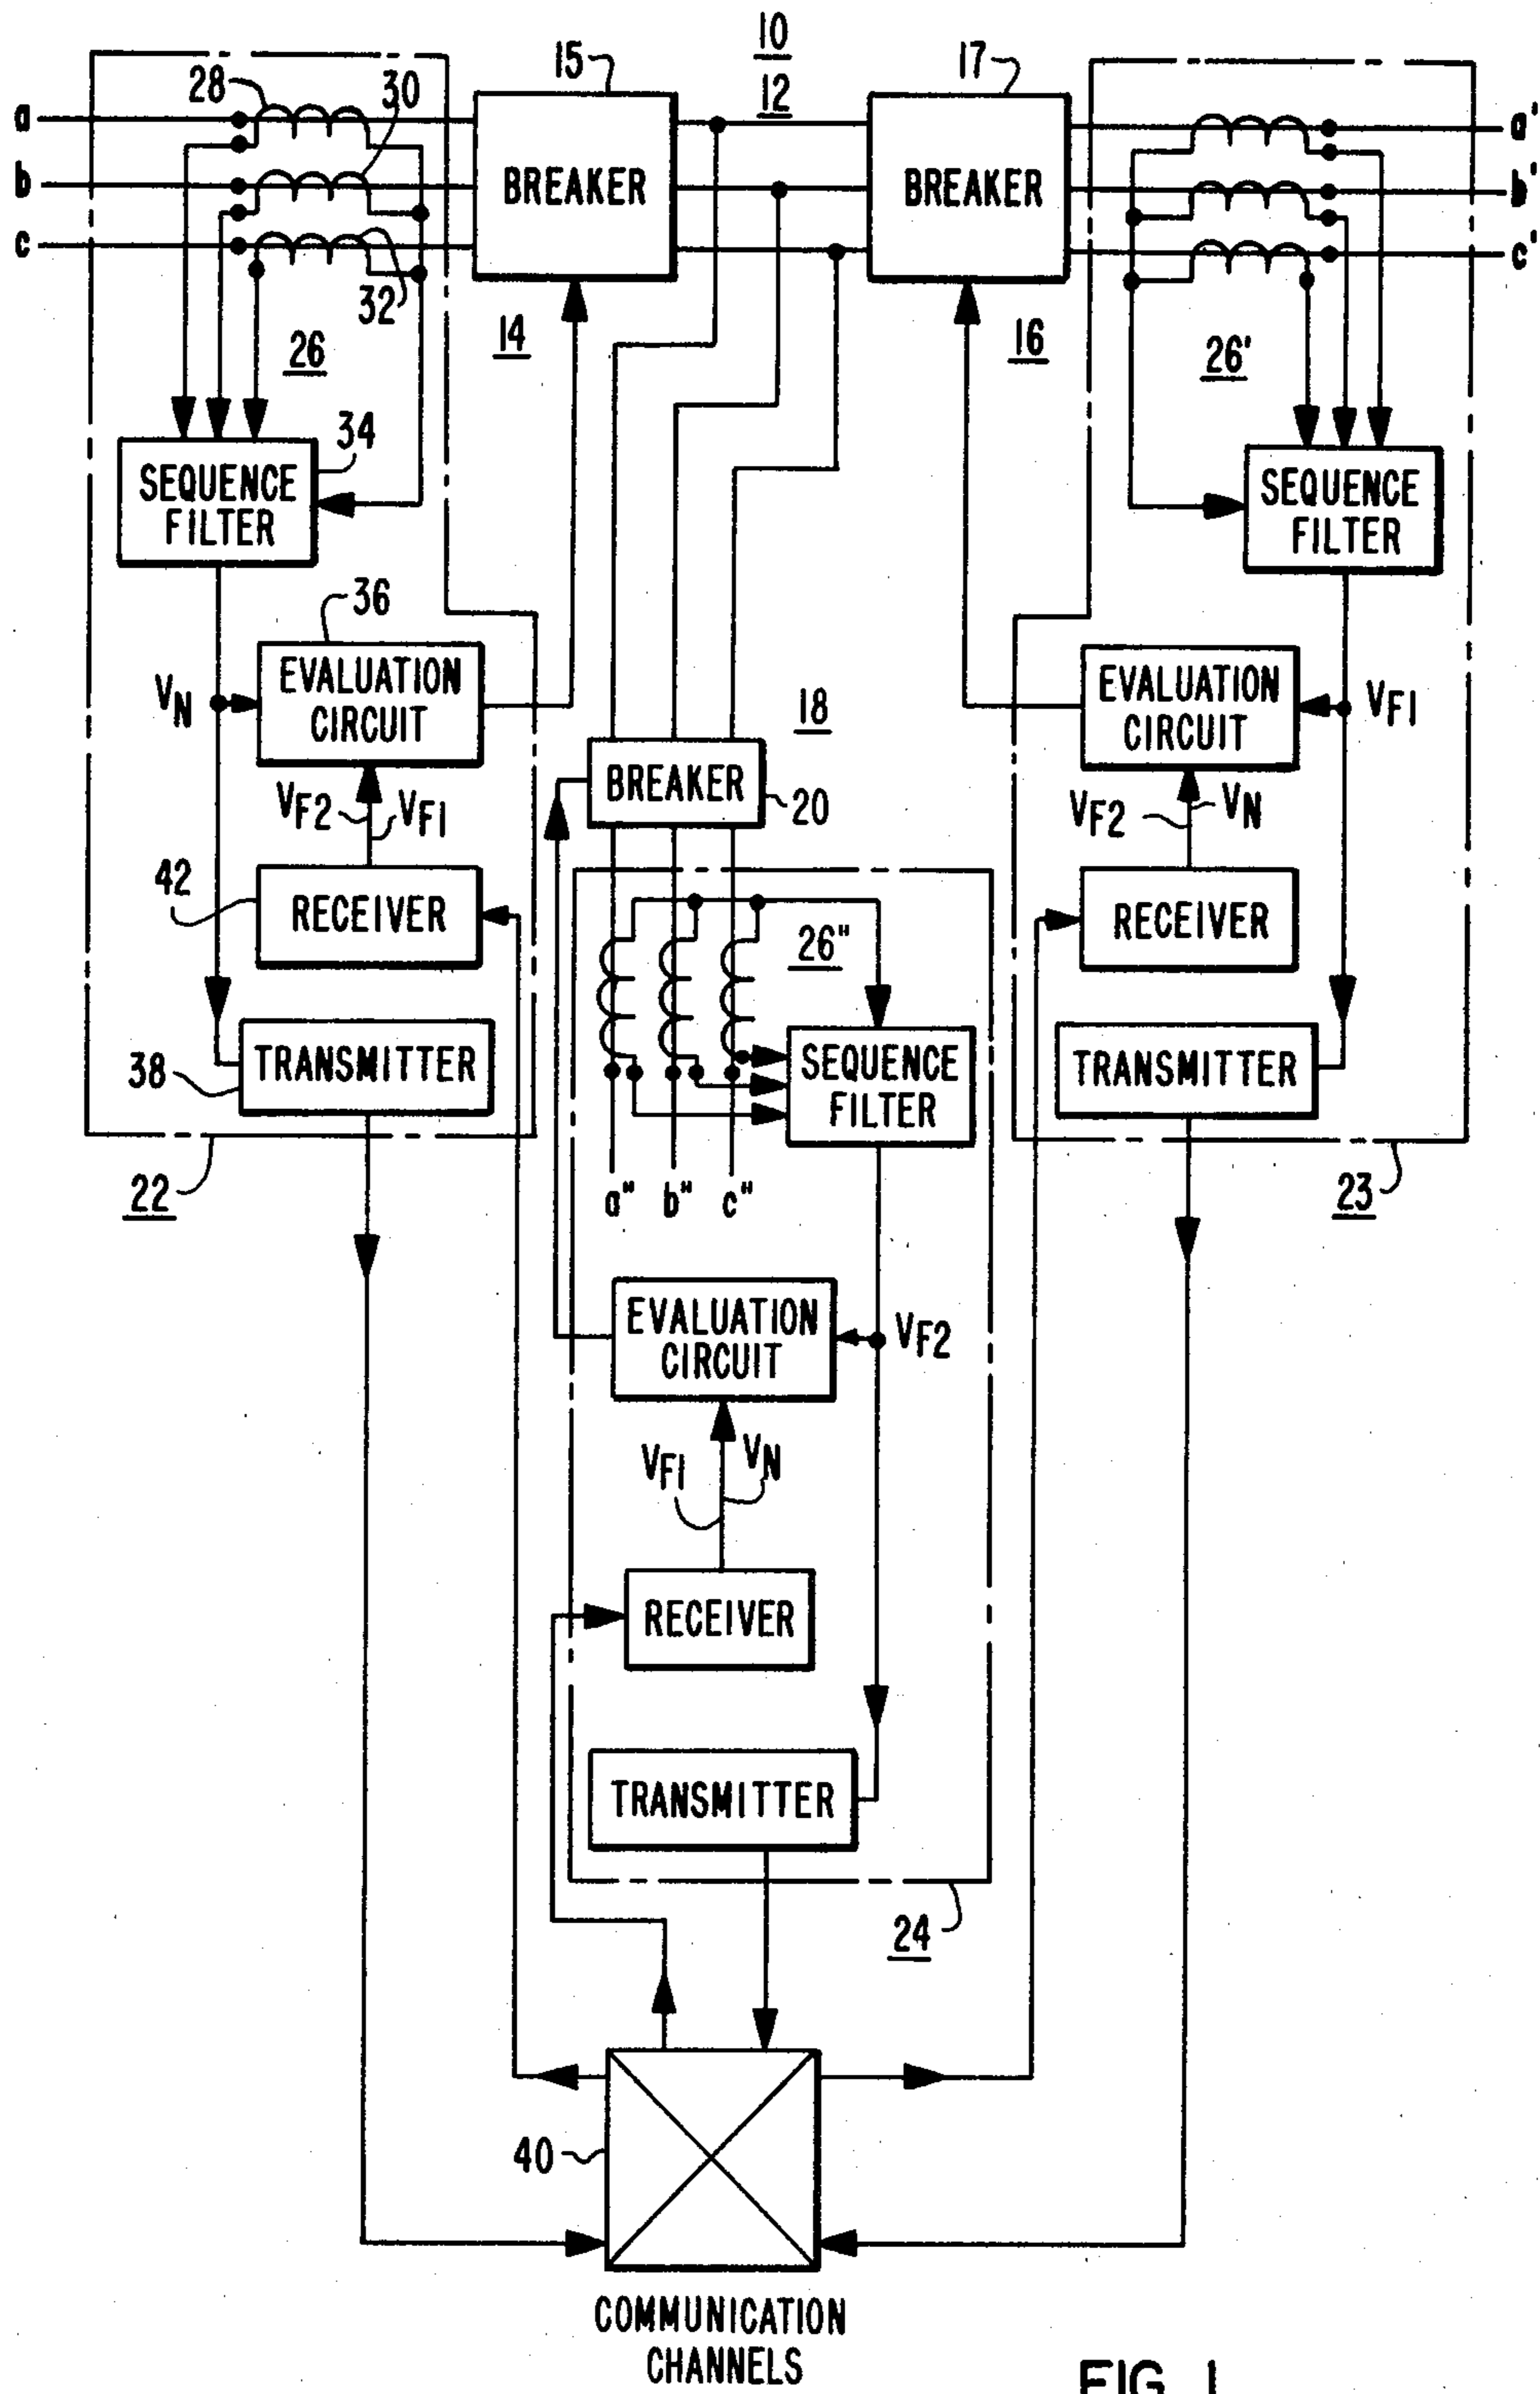 10
15
12
17
28
30
a
a'
b
BREAKER
BREAKER
b'
c
c'
32
14
16
26
26'
34
SEQUENCE
FILTER
SEQUENCE
FILTER
36
VN
EVALUATION
CIRCUIT
18
EVALUATION
CIRCUIT
VF1
BREAKER
20
VF2
VF1
VF2
VN
42
RECEIVER
26"
RECEIVER
38
TRANSMITTER
SEQUENCE
FILTER
TRANSMITTER
22
a"
b"
c"
23
EVALUATION
CIRCUIT
VF2
VF1
VN
RECEIVER
TRANSMITTER
24
40
COMMUNICATION
CHANNELS
FIG. 1